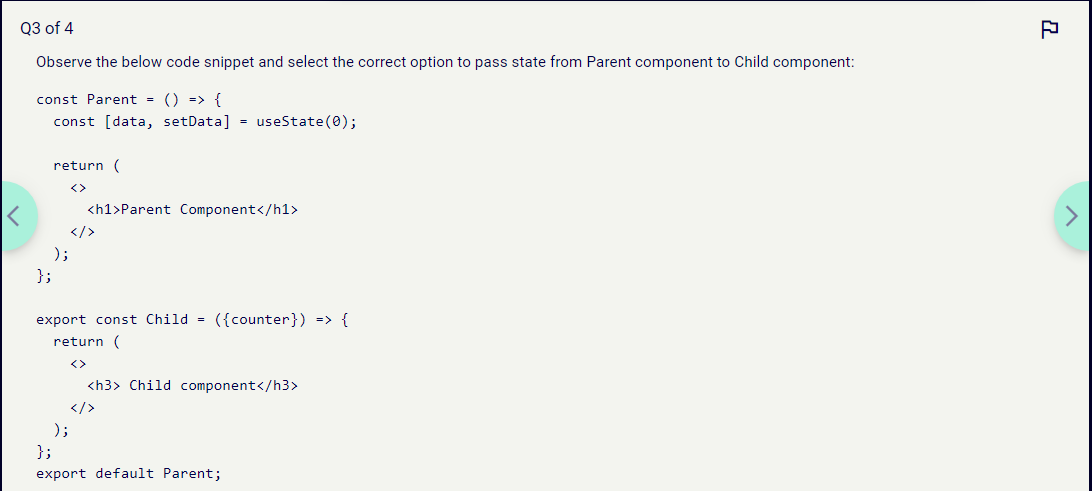 Q3 of 4
Observe the below code snippet and select the correct option to pass state from Parent component to Child component:
const Parent = () => {
  const [data, setData] = useState(0);

  return (
    <>
      <h1>Parent Component</h1>
    </>
  );
};

export const Child = ({counter}) => {
  return (
    <>
      <h3> Child component</h3>
    </>
  );
};
export default Parent;